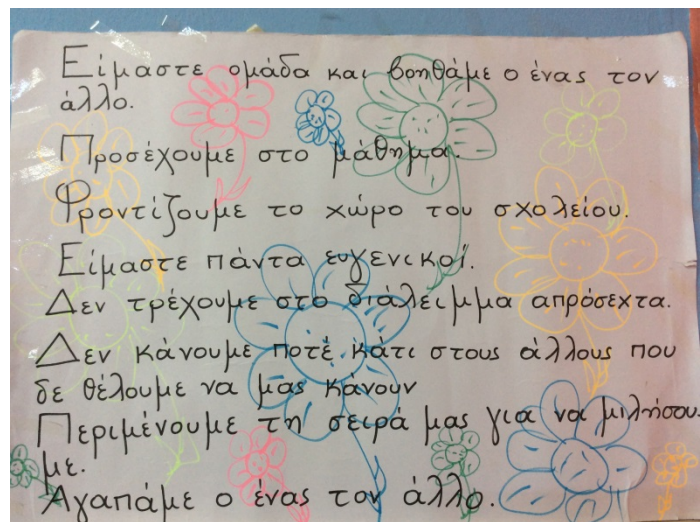 Είμαστε ομάδα και βοηθάμε ο ένας τον
άλλο.
Προσέχουμε στο μάθημα.
Φροντίζουμε το χώρο του σχολείου.
Είμαστε πάντα ευγενικοί.
Δεν τρέχουμε στο διάλειμμα απρόσεχτα.
Δεν κάνουμε ποτέ κάτι στους άλλους που
δε θέλουμε να μας κάνουν
Περιμένουμε τη σειρά μας για να μιλήσου-
με.
Αγαπάμε ο ένας τον άλλο.